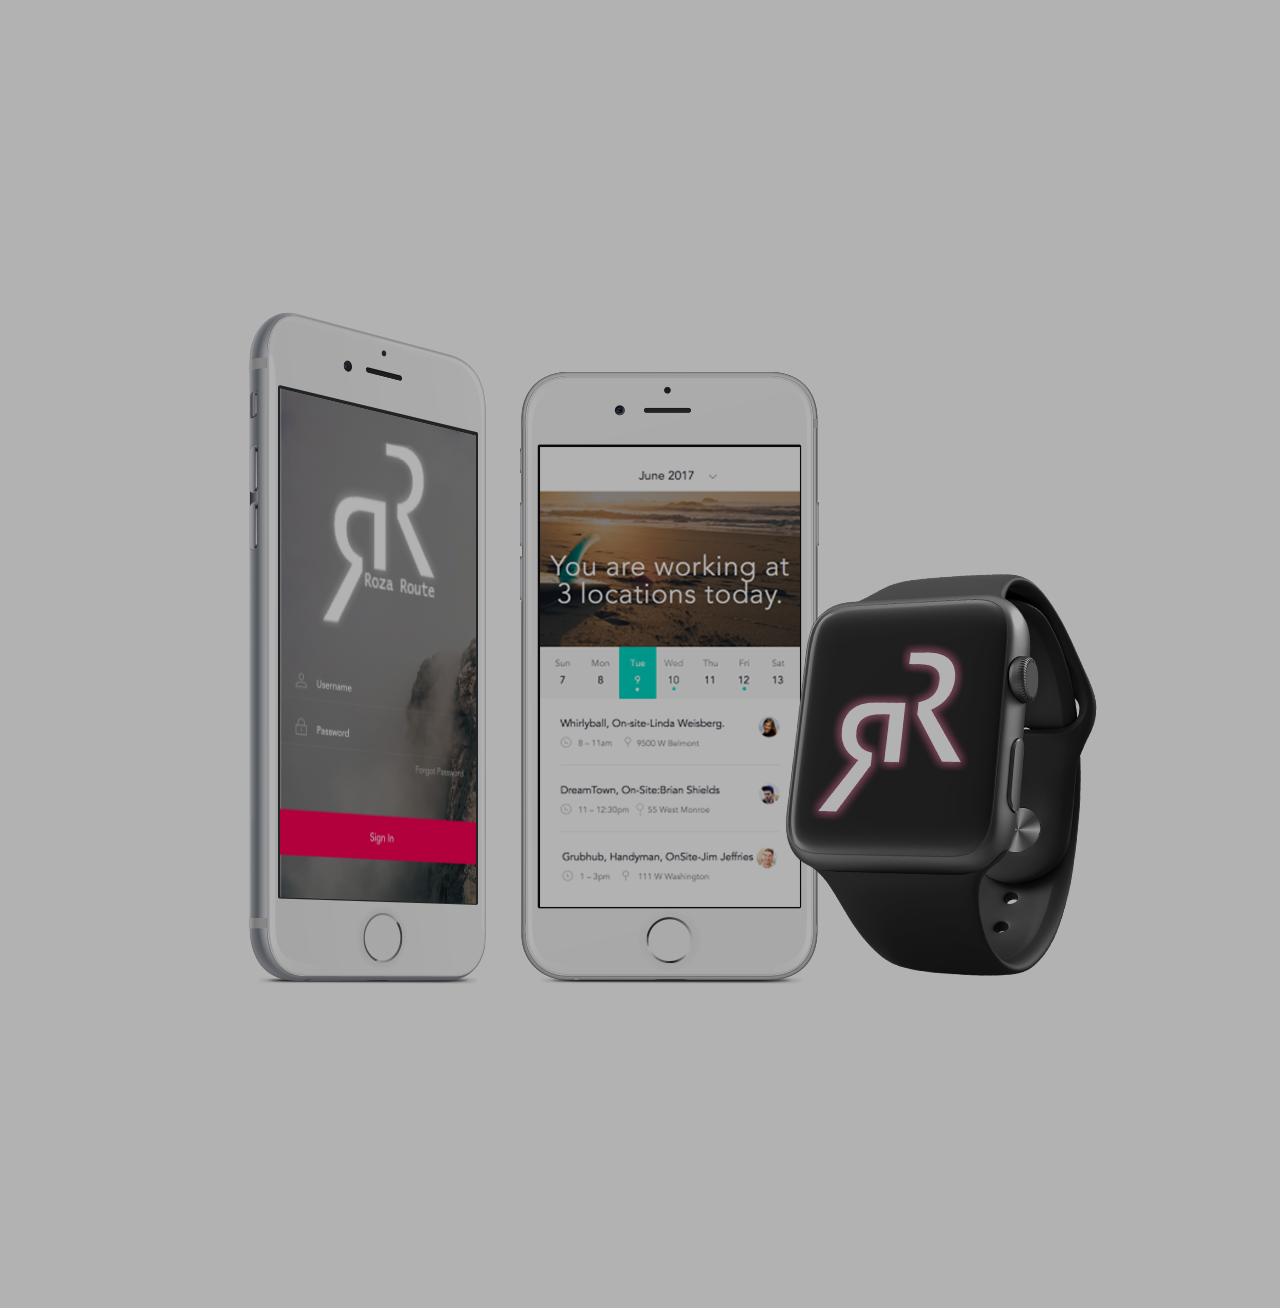 Roza Route
Username
Password
Forgot Password
Sign In
June 2017
You are working at
3 locations today.
Sun Mon Tue Wed Thu Fri Sat
7 8 9 10 11 12 13
Whirlyball, On-site-Linda Weisberg.
8 – 11am 9500 W Belmont
DreamTown, On-Site:Brian Shields
11 – 12:30pm 55 West Monroe
Grubhub, Handyman, OnSite-Jim Jeffries
1 – 3pm 111 W Washington